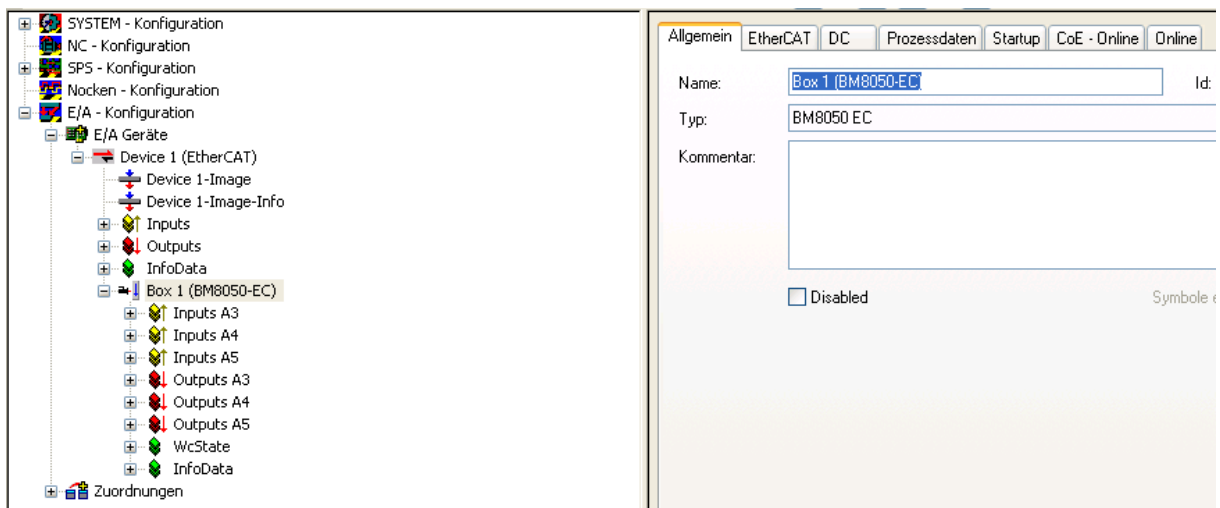 SYSTEM - Konfiguration
NC - Konfiguration
SPS - Konfiguration
Nocken - Konfiguration
E/A - Konfiguration
E/A Geräte
Device 1 (EtherCAT)
Device 1-Image
Device 1-Image-Info
Inputs
Outputs
InfoData
Box 1 (BM8050-EC)
Inputs A3
Inputs A4
Inputs A5
Outputs A3
Outputs A4
Outputs A5
WcState
InfoData
Zuordnungen
Allgemein EtherCAT DC Prozessdaten Startup CoE - Online Online
Name: Box 1 (BM8050-EC) Id:
Typ: BM8050 EC
Kommentar:
Disabled Symbole e